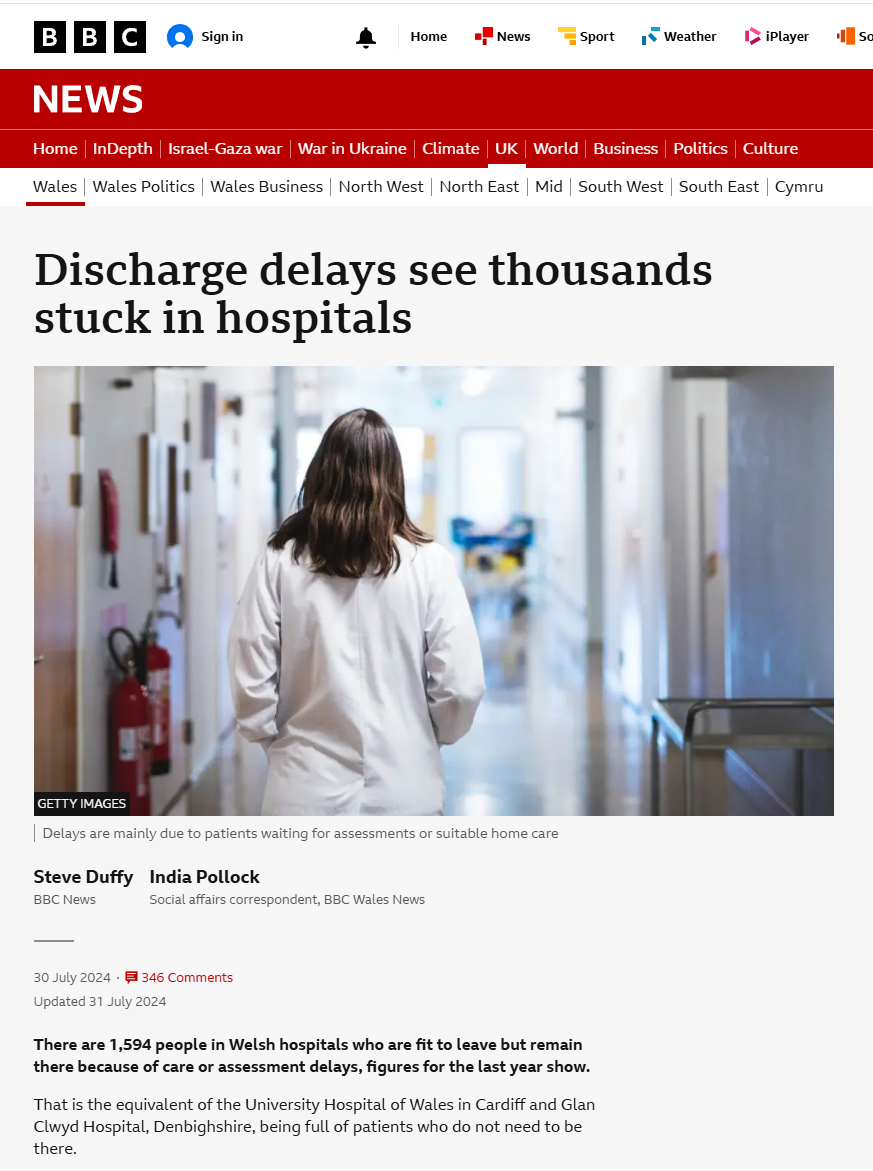 BBC Sign in Home News Sport Weather iPlayer So
NEWS
Home InDepth Israel-Gaza war War in Ukraine Climate UK World Business Politics Culture
Wales Wales Politics Wales Business North West North East Mid South West South East Cymru
Discharge delays see thousands
stuck in hospitals
GETTY IMAGES
Delays are mainly due to patients waiting for assessments or suitable home care
Steve Duffy India Pollock
BBC News Social affairs correspondent, BBC Wales News
30 July 2024 · 346 Comments
Updated 31 July 2024
There are 1,594 people in Welsh hospitals who are fit to leave but remain
there because of care or assessment delays, figures for the last year show.
That is the equivalent of the University Hospital of Wales in Cardiff and Glan
Clwyd Hospital, Denbighshire, being full of patients who do not need to be
there.